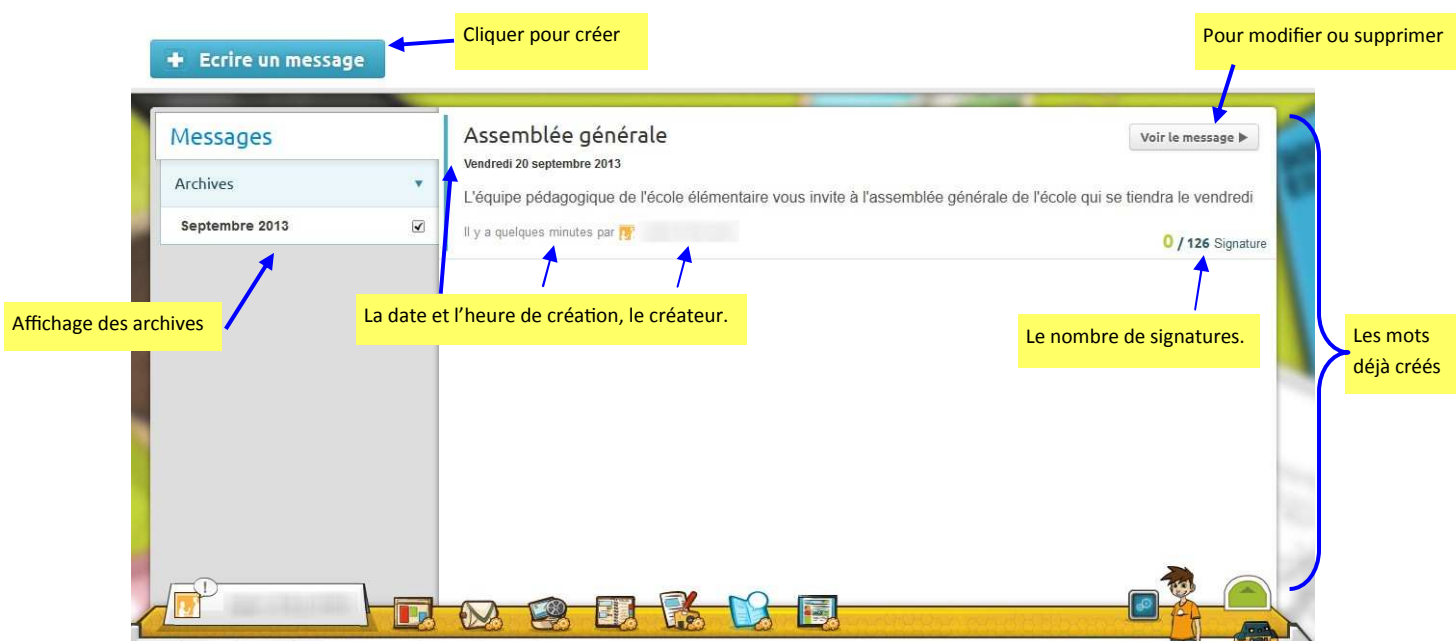 Cliquer pour créer
Pour modifier ou supprimer
Ecrire un message
Messages
Archives
Septembre 2013
Assemblée générale
Voir le message
Vendredi 20 septembre 2013
L'équipe pédagogique de l'école élémentaire vous invite à l'assemblée générale de l'école qui se tiendra le vendredi
Il y a quelques minutes par
0 / 126 Signature
Affichage des archives
La date et l’heure de création, le créateur.
Le nombre de signatures.
Les mots
déjà créés